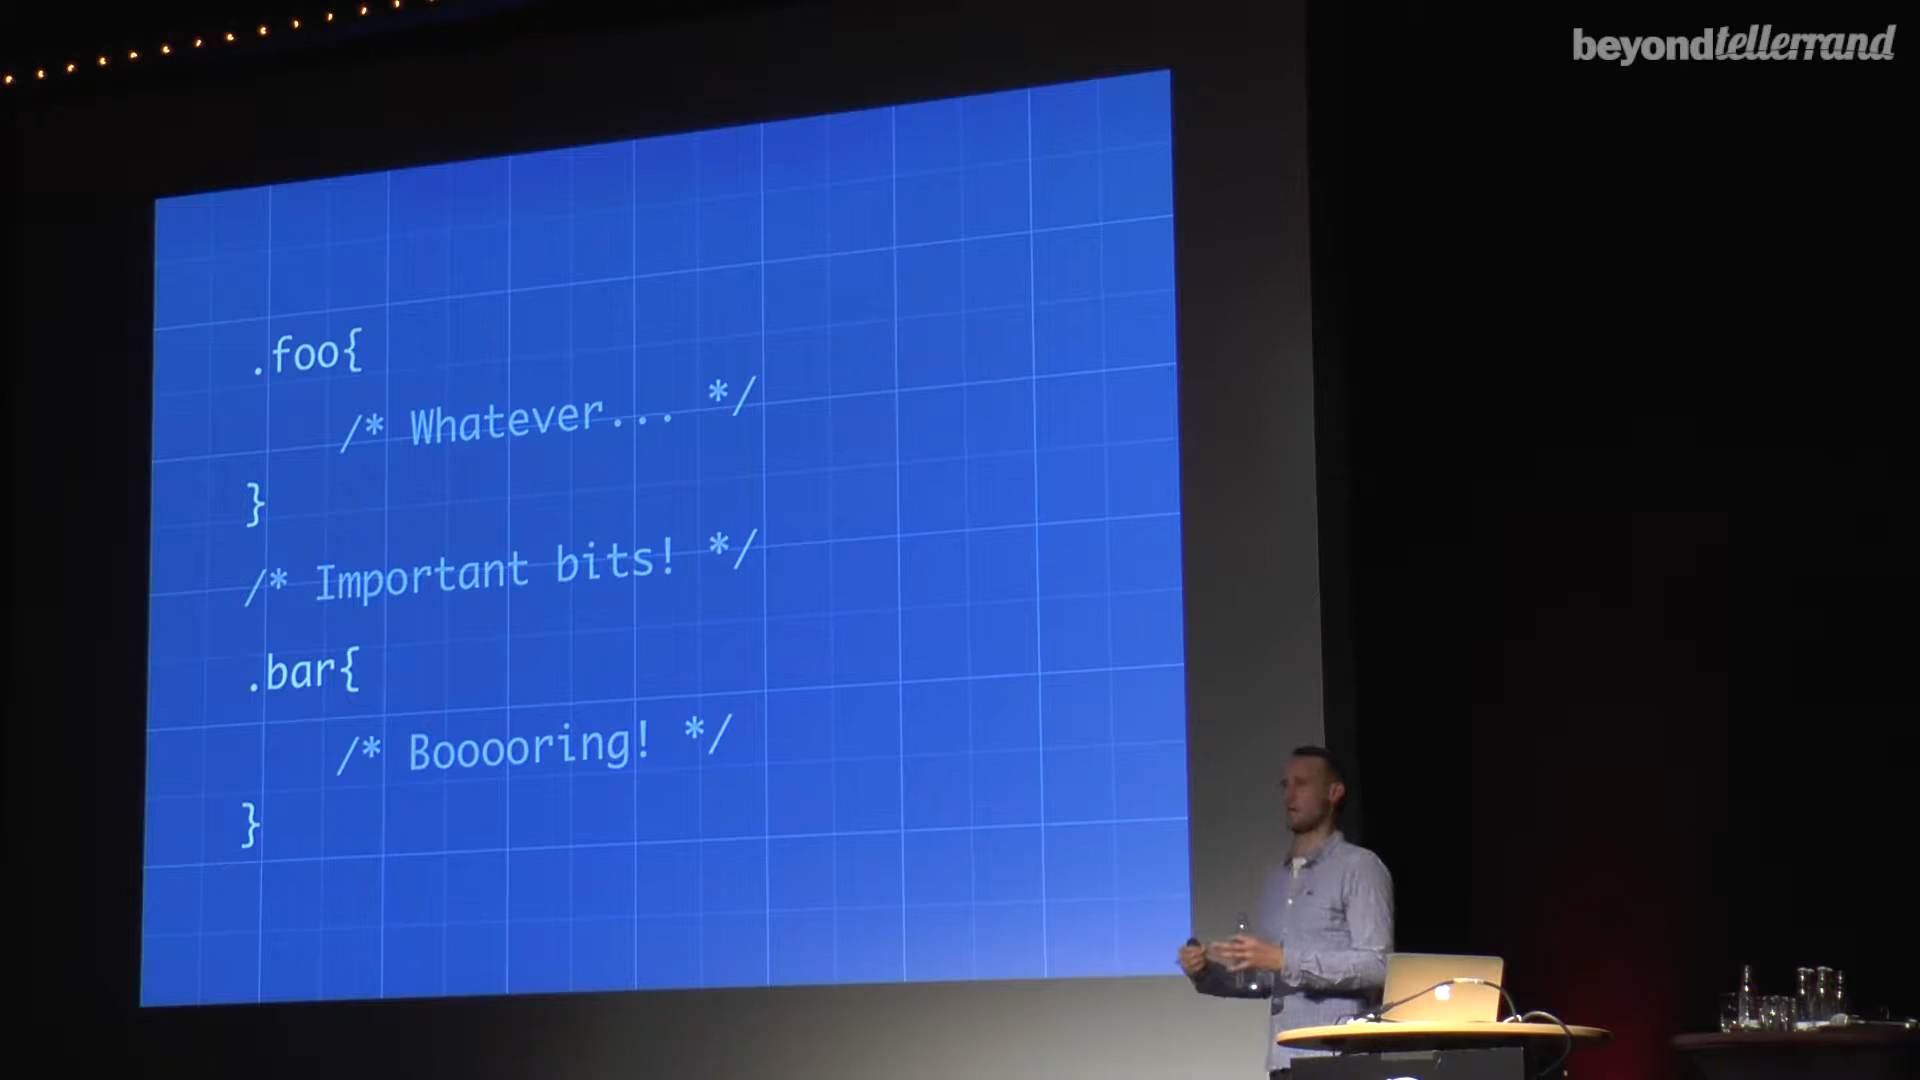 beyondtellerrand
.foo{
/* Whatever... */
}
/* Important bits! */
.bar{
/* Booooring! */
}